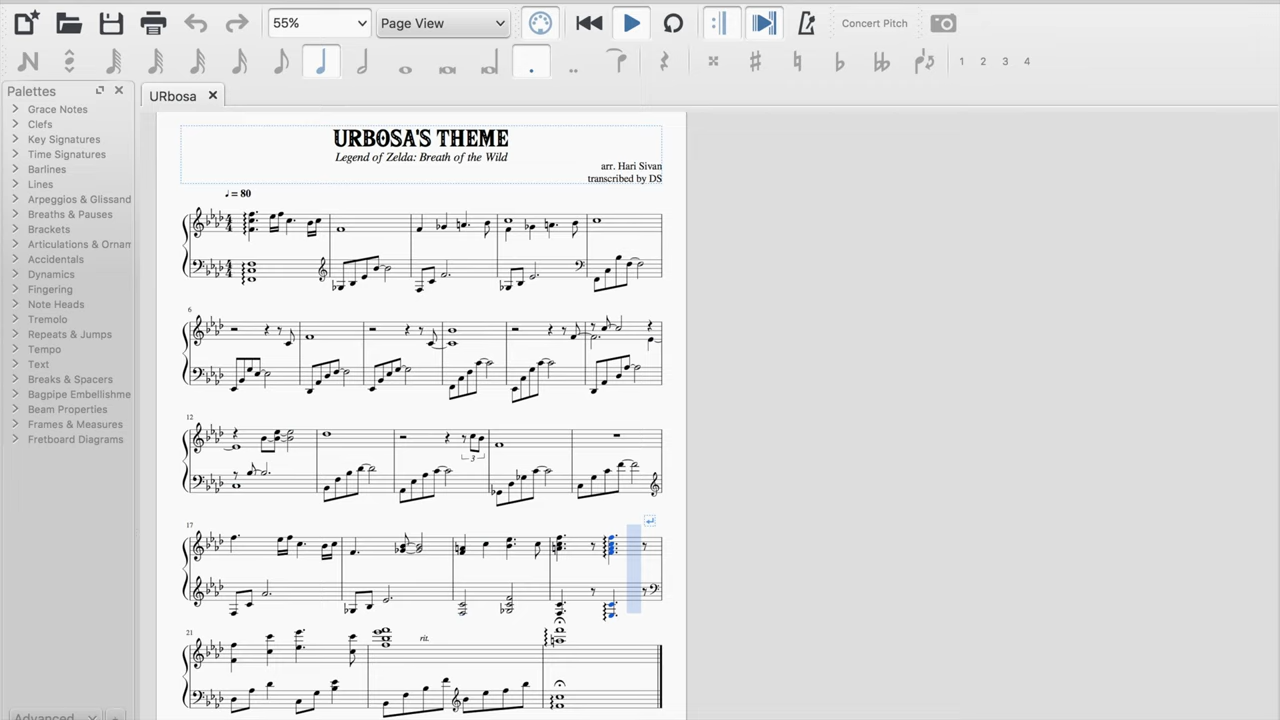 55%
Page View
Concert Pitch
1 2 3 4
Palettes
URbosa
Grace Notes
Clefs
Key Signatures
Time Signatures
Barlines
Lines
Arpeggios & Glissand
Breaths & Pauses
Brackets
Articulations & Ornan
Accidentals
Dynamics
Fingering
Note Heads
Tremolo
Repeats & Jumps
Tempo
Text
Breaks & Spacers
Bagpipe Embellishme
Beam Properties
Frames & Measures
Fretboard Diagrams
Advanced
URBOSA'S THEME
Legend of Zelda: Breath of the Wild
arr. Hari Sivan
transcribed by DS
♩ = 80
6
12
3
17
21
rit.